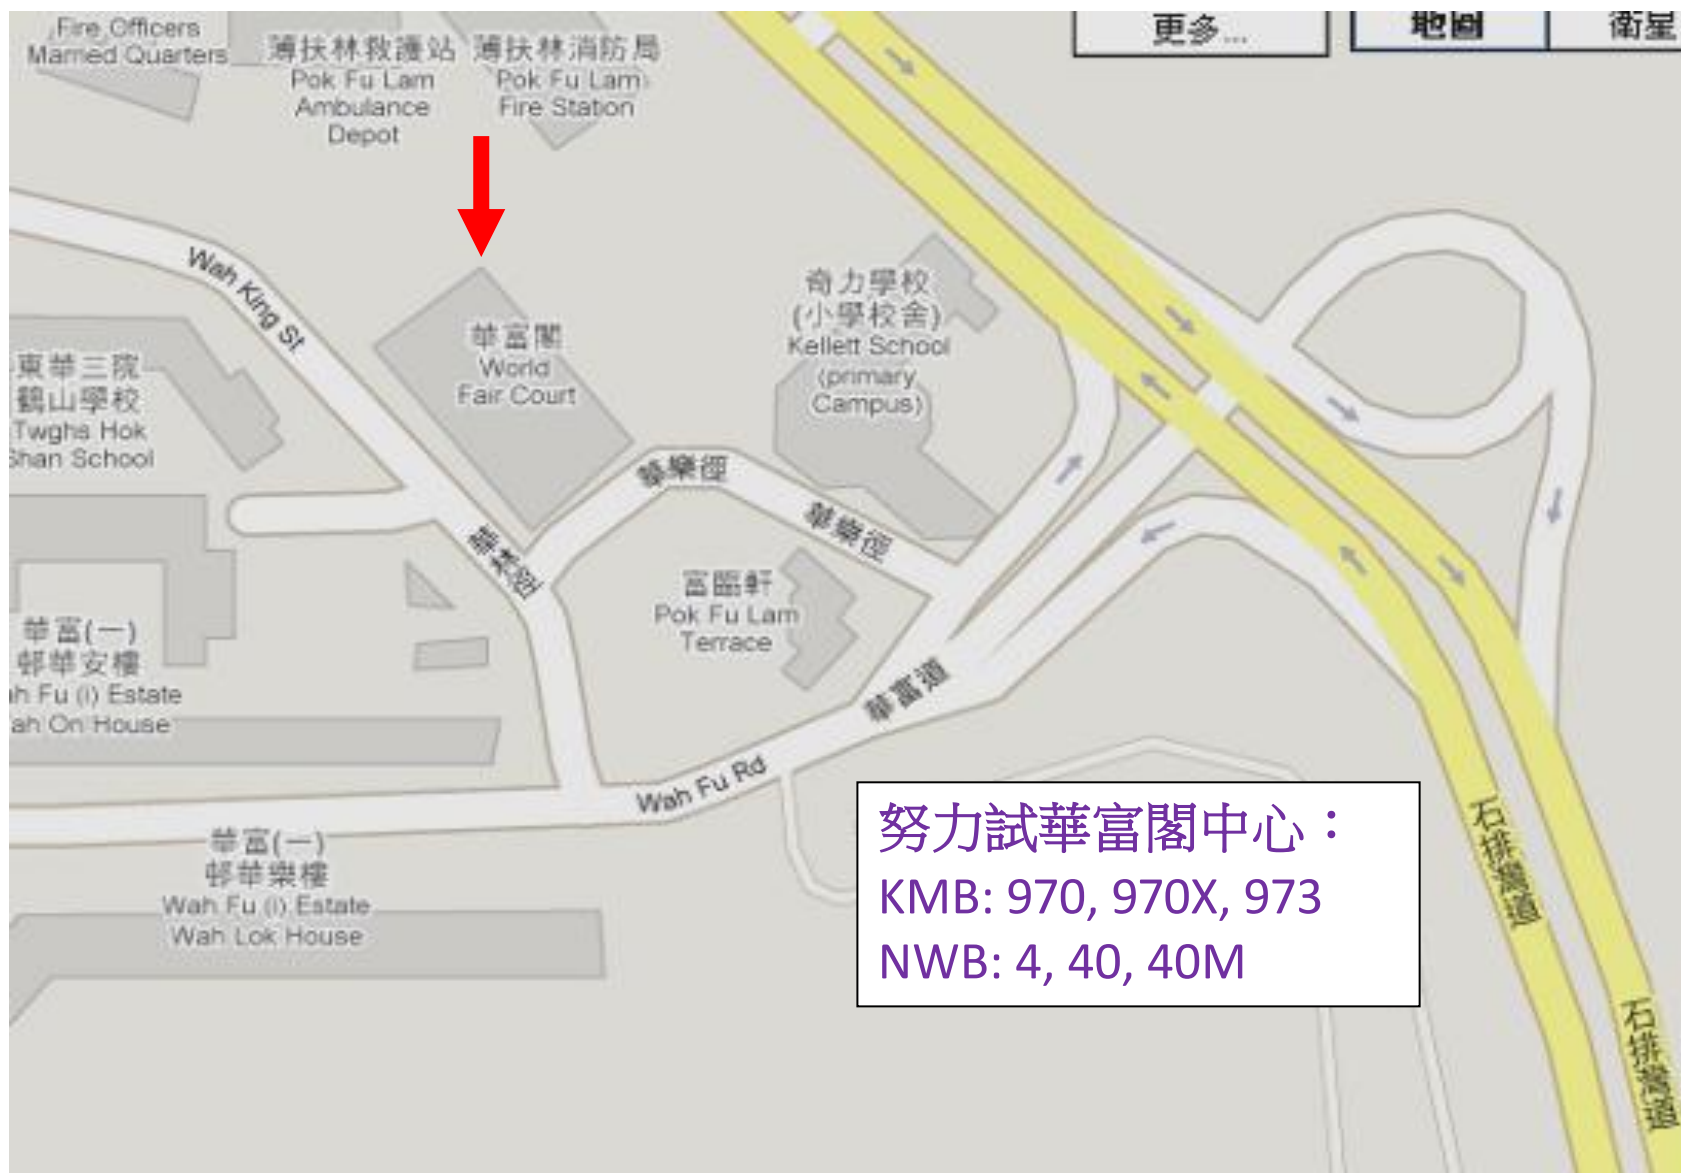 Fire Officers
Married Quarters
薄扶林救護站
Pok Fu Lam
Ambulance
Depot
薄扶林消防局
Pok Fu Lam
Fire Station
更多...
地圖
衛星
Wah King St
華富閣
World
Fair Court
奇力學校
(小學校舍)
Kellett School
(primary
Campus)
東華三院
鶴山學校
Twghs Hok
Shan School
華樂徑
華樂徑
華樂徑
富臨軒
Pok Fu Lam
Terrace
華富(一)
邨華安樓
ah Fu (i) Estate
ah On House
華富道
Wah Fu Rd
華富(一)
邨華樂樓
Wah Fu (i) Estate
Wah Lok House
努力試華富閣中心：
KMB: 970, 970X, 973
NWB: 4, 40, 40M
石排灣道
石排灣道